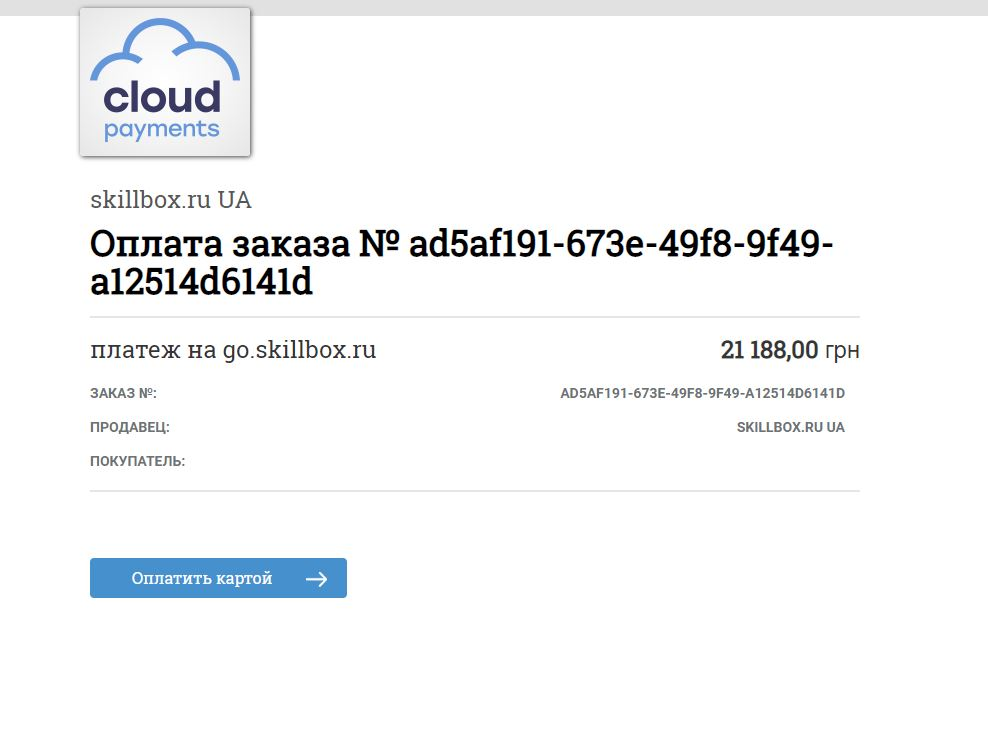 cloud
payments
skillbox.ru UA
Оплата заказа № ad5af191-673e-49f8-9f49-
a12514d6141d
платеж на go.skillbox.ru 21 188,00 грн
ЗАКАЗ №: AD5AF191-673E-49F8-9F49-A12514D6141D
ПРОДАВЕЦ: SKILLBOX.RU UA
ПОКУПАТЕЛЬ:
Оплатить картой